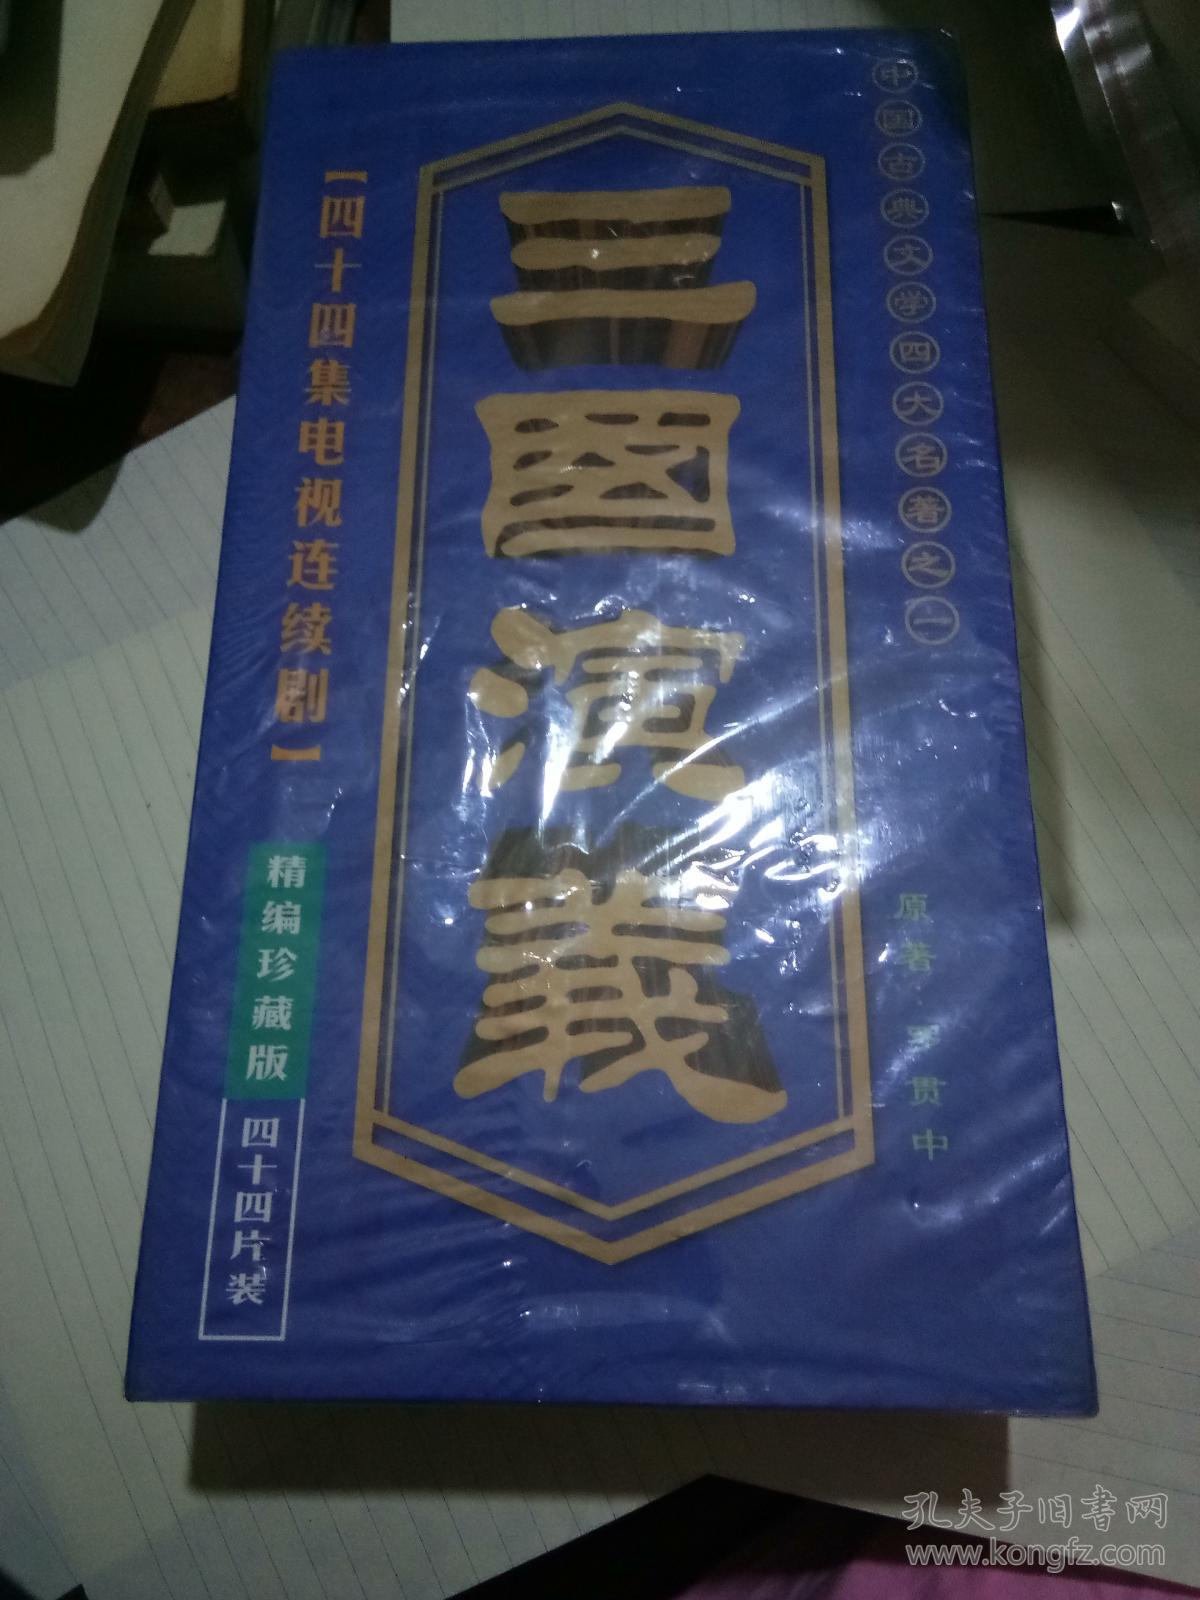 中国古典文学四大名著之一
三國演義
【四十四集电视连续剧】
精编珍藏版
四十四片装
原著 罗贯中
孔夫子旧书网
www.kongfz.com